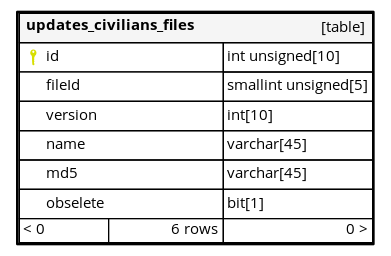 updates_civilians_files [table]
id int unsigned[10]
fileId smallint unsigned[5]
version int[10]
name varchar[45]
md5 varchar[45]
obselete bit[1]
< 0 6 rows 0 >